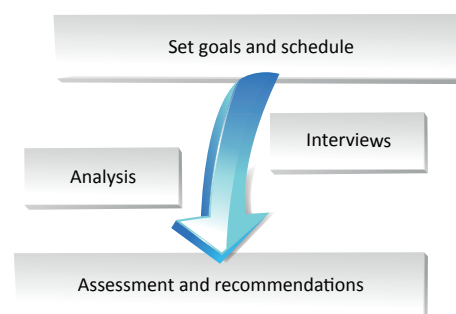 Set goals and schedule
Interviews
Analysis
Assessment and recommendations